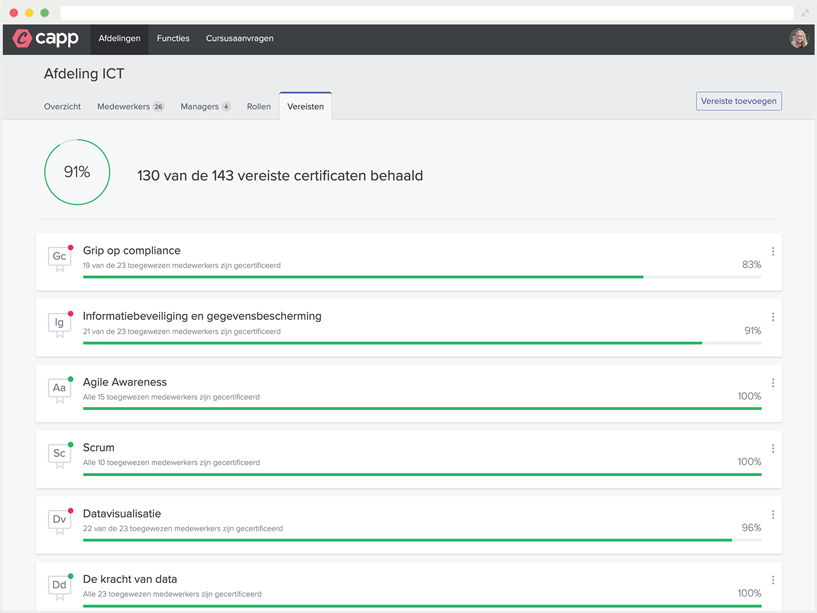 capp Afdelingen Functies Cursusaanvragen
Afdeling ICT
Overzicht Medewerkers 26 Managers 4 Rollen Vereisten Vereiste toevoegen
91% 130 van de 143 vereiste certificaten behaald
Gc Grip op compliance
19 van de 23 toegewezen medewerkers zijn gecertificeerd 83%
Ig Informatiebeveiliging en gegevensbescherming
21 van de 23 toegewezen medewerkers zijn gecertificeerd 91%
Aa Agile Awareness
Alle 15 toegewezen medewerkers zijn gecertificeerd 100%
Sc Scrum
Alle 10 toegewezen medewerkers zijn gecertificeerd 100%
Dv Datavisualisatie
22 van de 23 toegewezen medewerkers zijn gecertificeerd 96%
Dd De kracht van data
Alle 23 toegewezen medewerkers zijn gecertificeerd 100%